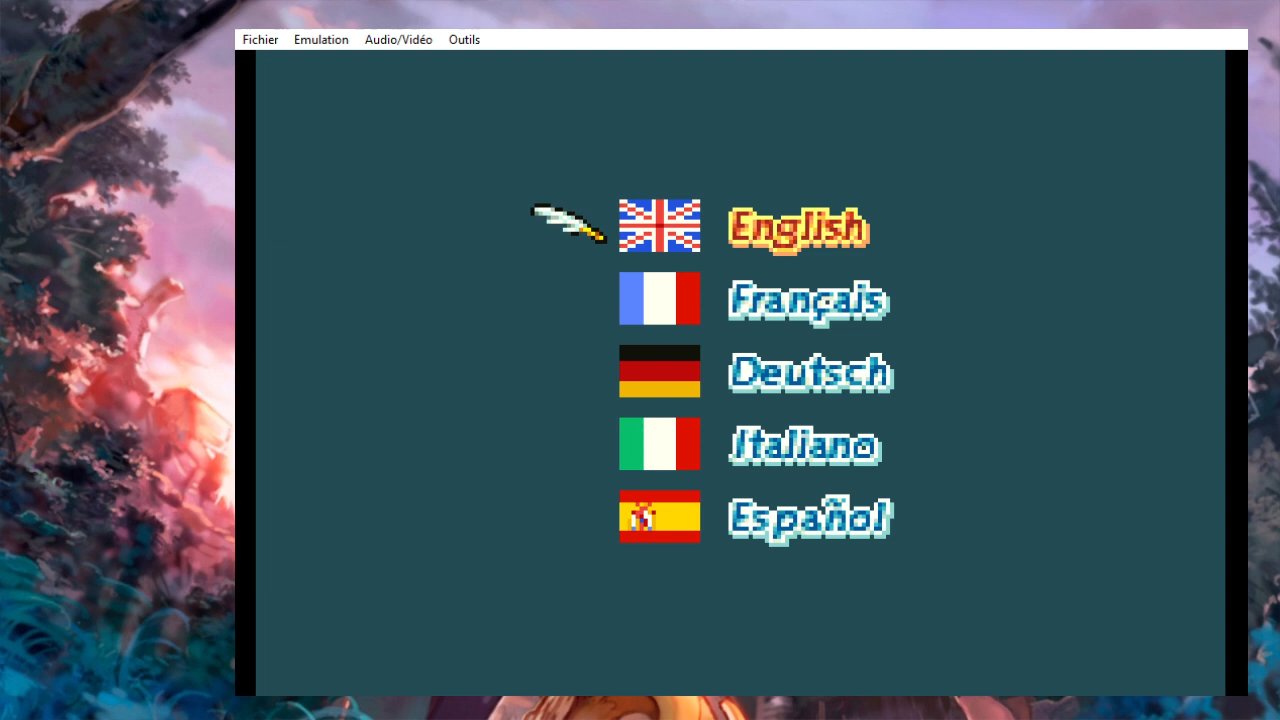 Fichier Emulation Audio/Vidéo Outils
English
Français
Deutsch
Italiano
Español